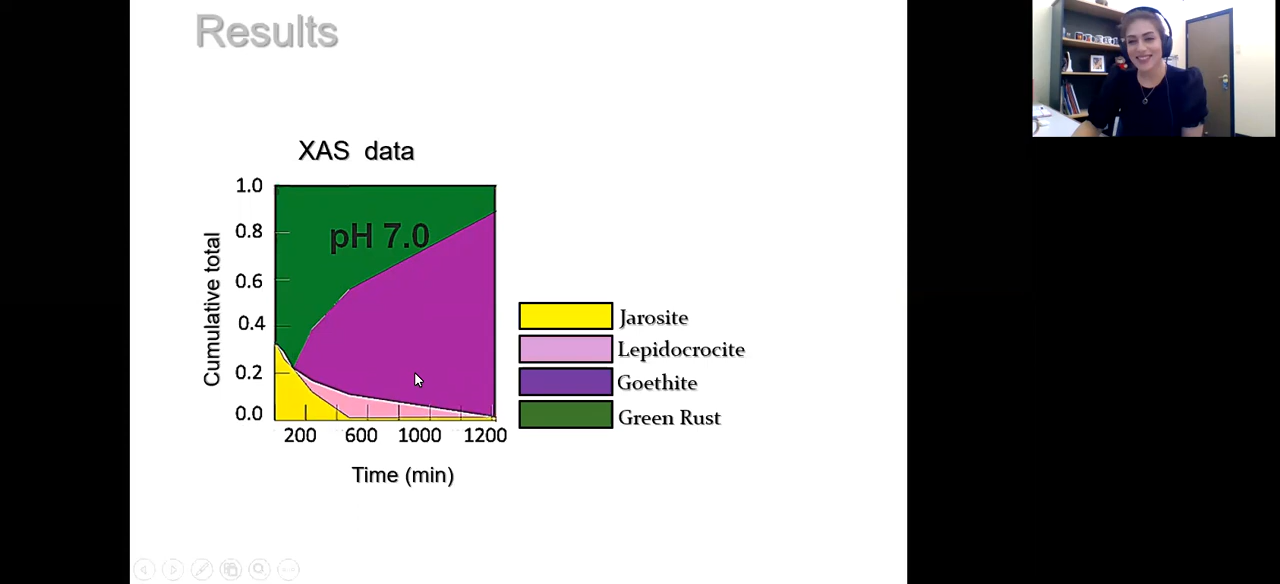 Results
XAS data
1.0
0.8
0.6
0.4
0.2
0.0
Cumulative total
pH 7.0
200 600 1000 1200
Time (min)
Jarosite
Lepidocrocite
Goethite
Green Rust